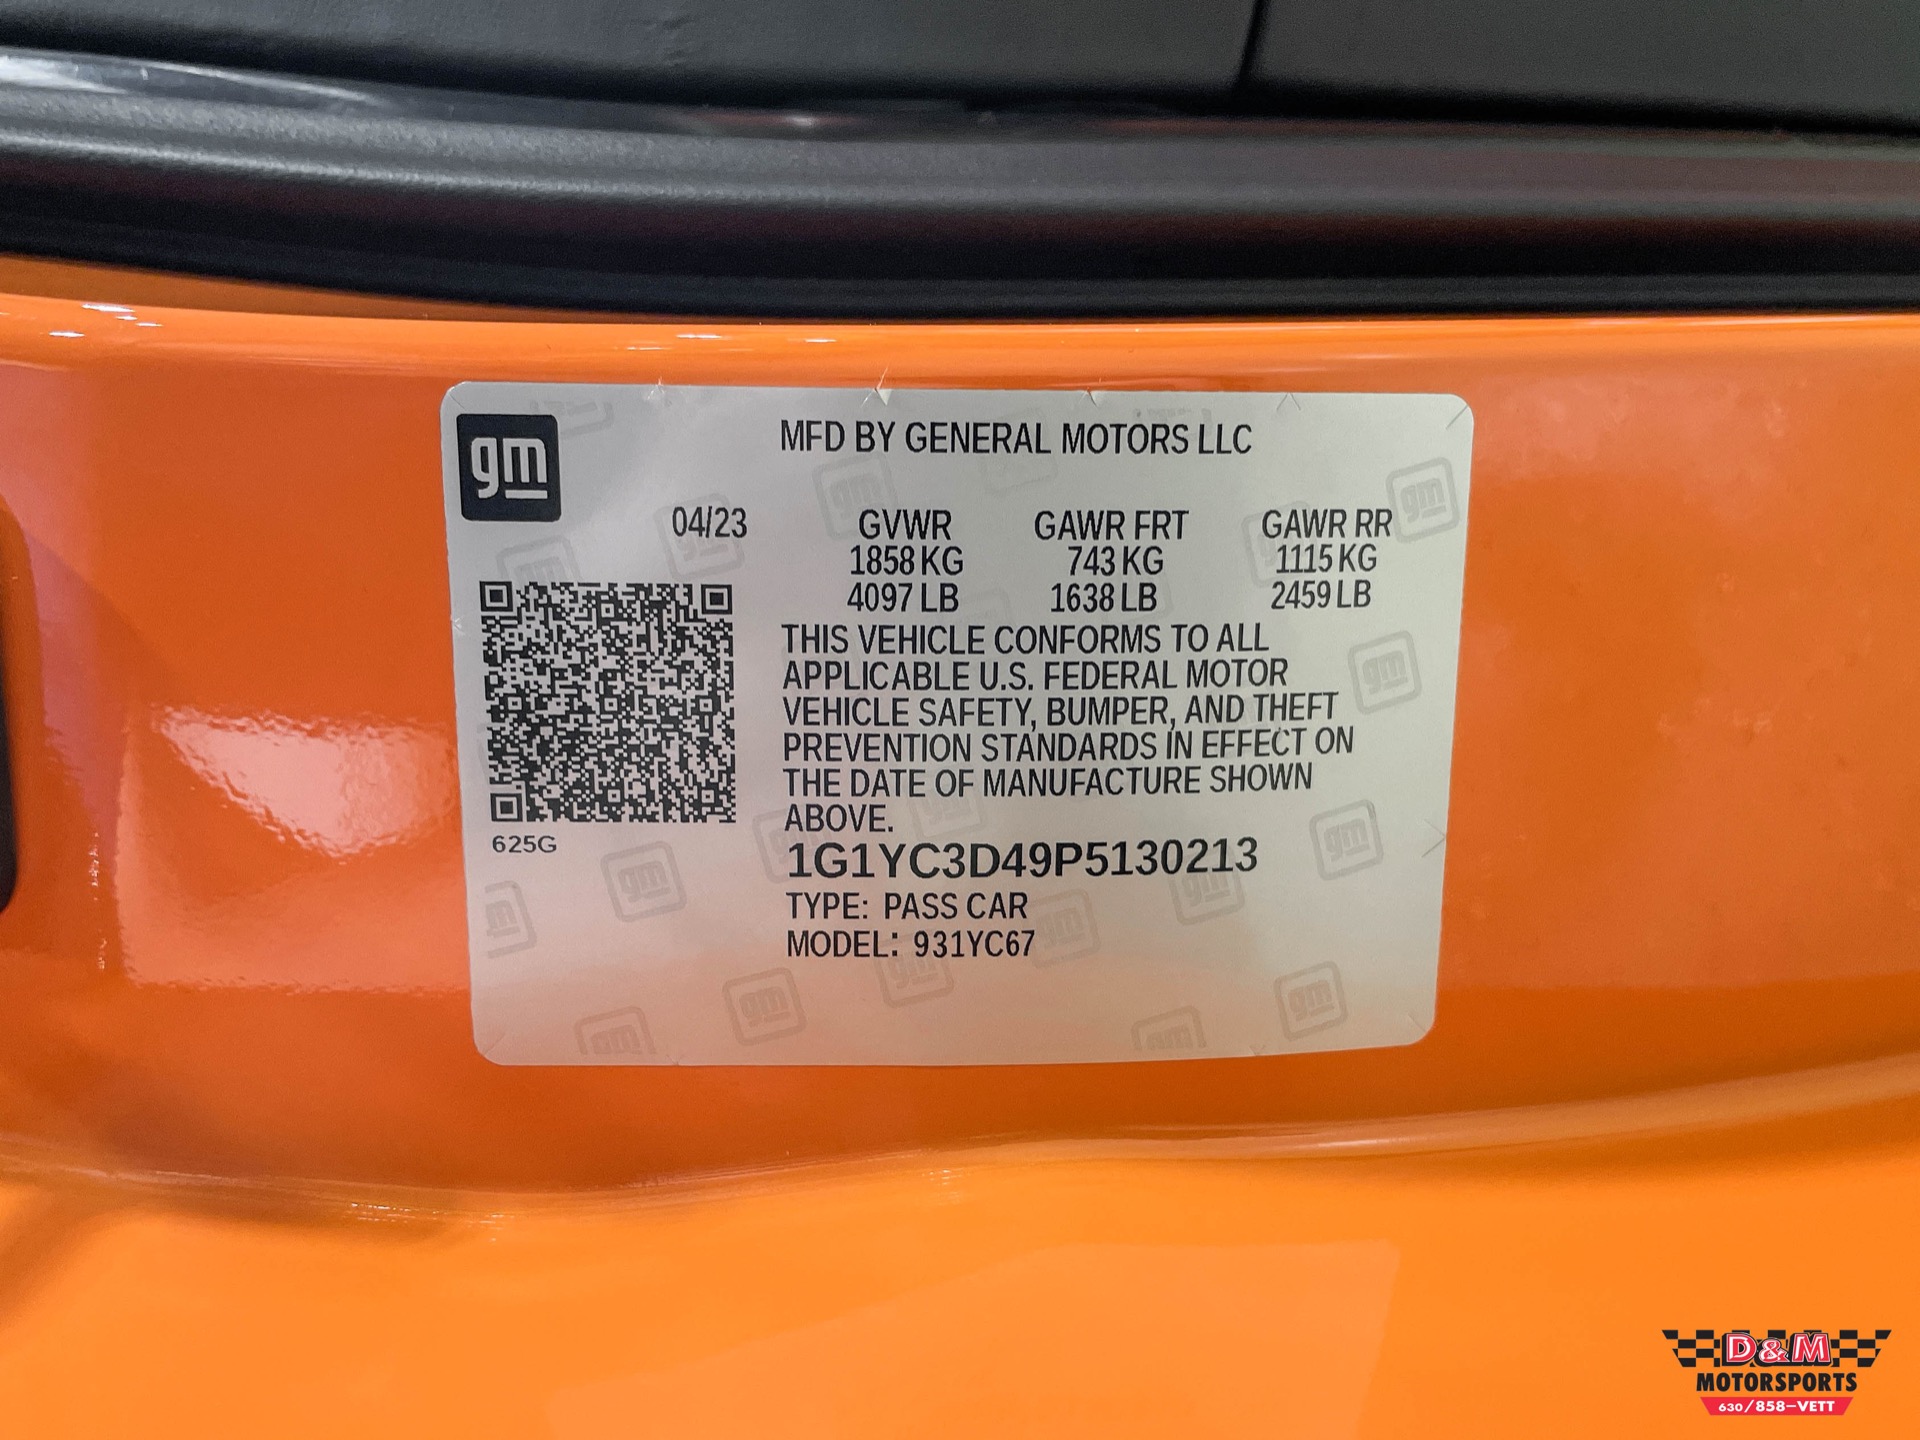 gm
MFD BY GENERAL MOTORS LLC
04/23 GVWR GAWR FRT GAWR RR
1858 KG 743 KG 1115 KG
4097 LB 1638 LB 2459 LB
THIS VEHICLE CONFORMS TO ALL
APPLICABLE U.S. FEDERAL MOTOR
VEHICLE SAFETY, BUMPER, AND THEFT
PREVENTION STANDARDS IN EFFECT ON
THE DATE OF MANUFACTURE SHOWN
ABOVE.
625G
1G1YC3D49P5130213
TYPE: PASS CAR
MODEL: 931YC67
D&M
MOTORSPORTS
630/858-VETT